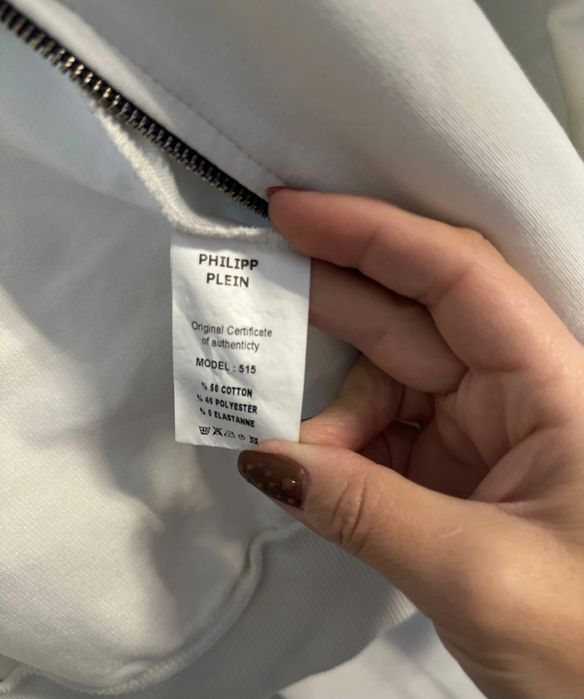 PHILIPP
PLEIN
Original Certificate
of authenticty
MODEL : 515
% 50 COTTON
% 45 POLYESTER
% 5 ELASTANNE